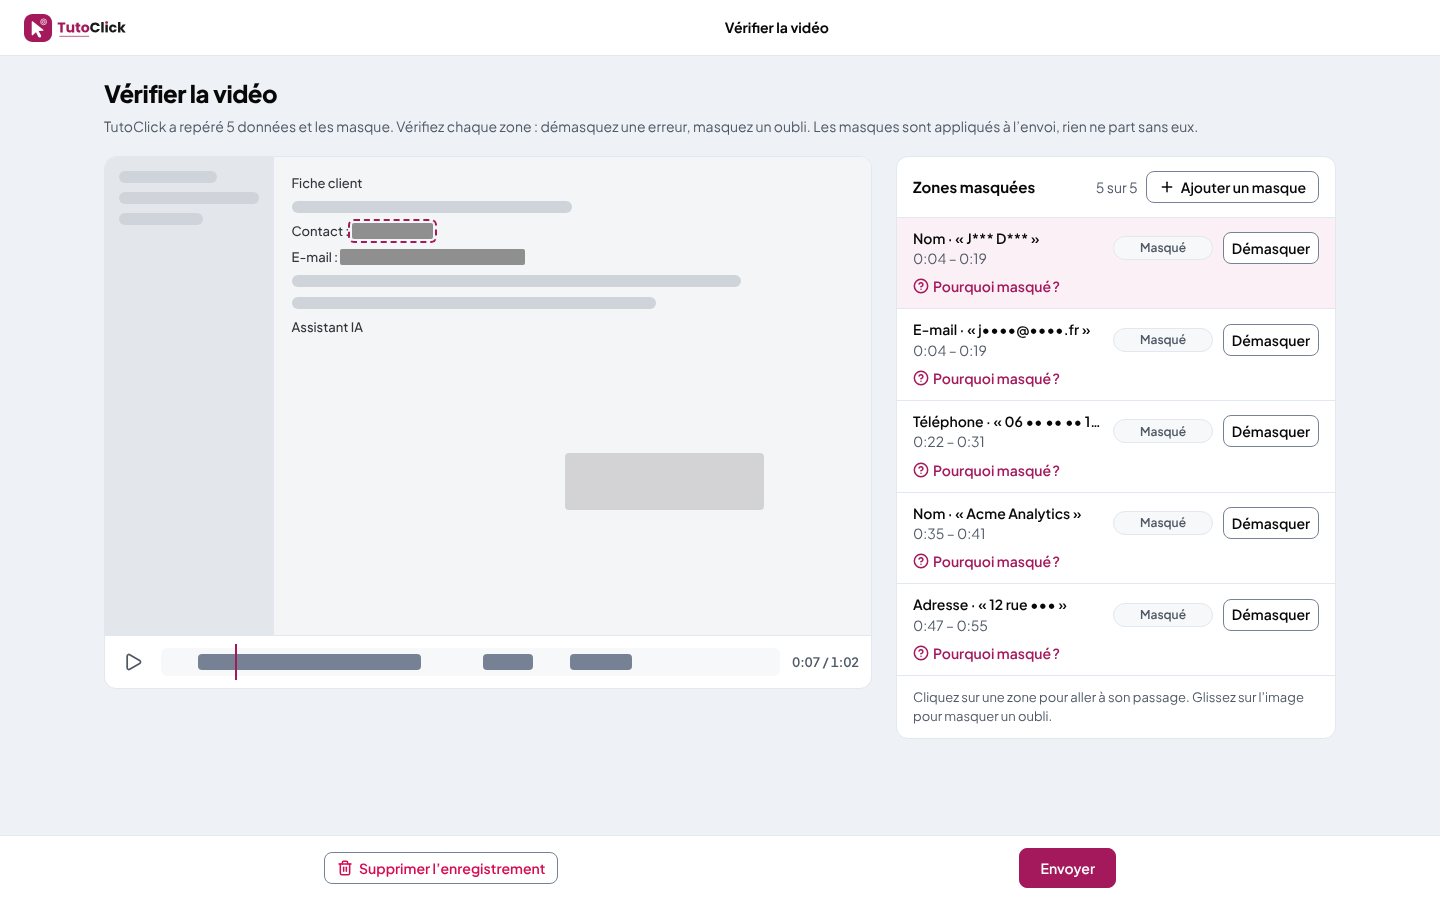 TutoClick
Vérifier la vidéo
Vérifier la vidéo
TutoClick a repéré 5 données et les masque. Vérifiez chaque zone : démasquez une erreur, masquez un oubli. Les masques sont appliqués à l’envoi, rien ne part sans eux.
Fiche client
Contact :
E-mail :
Assistant IA
0:07 / 1:02
Zones masquées
5 sur 5
Ajouter un masque
Nom · « J*** D*** »
0:04 – 0:19
Masqué
Démasquer
Pourquoi masqué ?
E-mail · « j••••@••••.fr »
0:04 – 0:19
Masqué
Démasquer
Pourquoi masqué ?
Téléphone · « 06 •• •• •• 1…
0:22 – 0:31
Masqué
Démasquer
Pourquoi masqué ?
Nom · « Acme Analytics »
0:35 – 0:41
Masqué
Démasquer
Pourquoi masqué ?
Adresse · « 12 rue ••• »
0:47 – 0:55
Masqué
Démasquer
Pourquoi masqué ?
Cliquez sur une zone pour aller à son passage. Glissez sur l’image
pour masquer un oubli.
Supprimer l’enregistrement
Envoyer